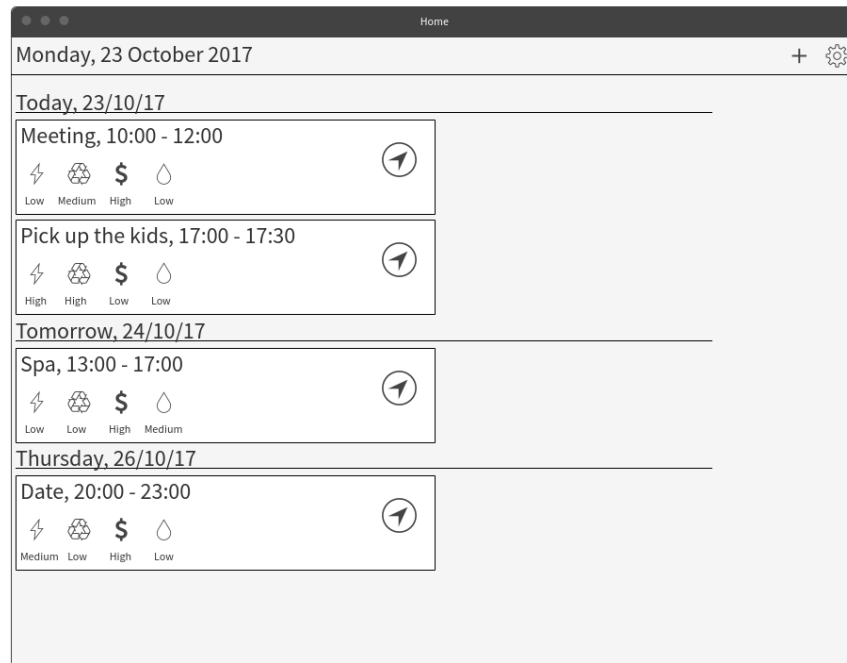 Home
Monday, 23 October 2017
Today, 23/10/17
Meeting, 10:00 - 12:00
$
Low Medium High Low
Pick up the kids, 17:00 - 17:30
$
High High Low Low
Tomorrow, 24/10/17
Spa, 13:00 - 17:00
$
Low Low High Medium
Thursday, 26/10/17
Date, 20:00 - 23:00
$
Medium Low High Low